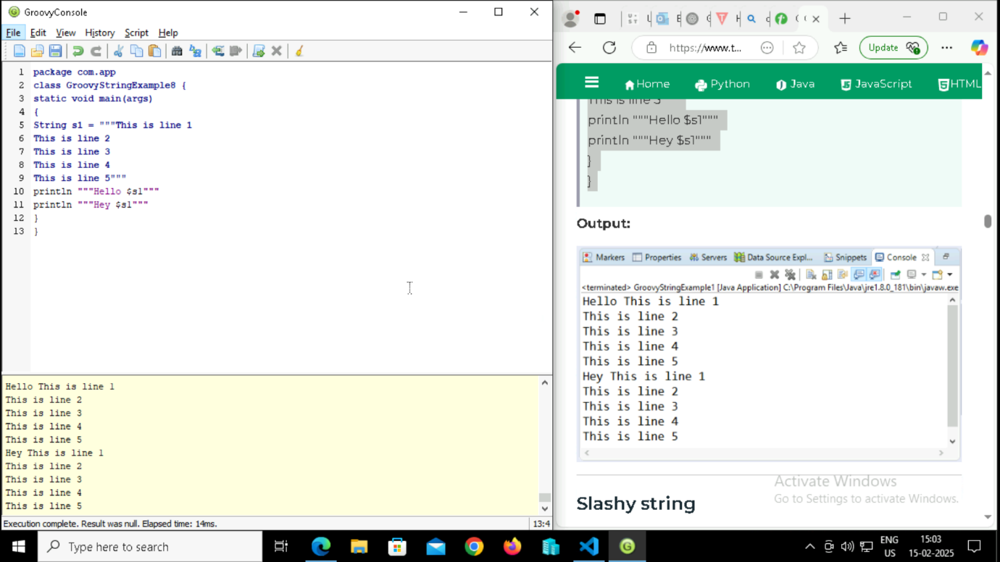 GroovyConsole
File Edit View History Script Help
1 package com.app
2 class GroovyStringExample8 {
3 static void main(args)
4 {
5 String s1 = """This is line 1
6 This is line 2
7 This is line 3
8 This is line 4
9 This is line 5"""
10 println """Hello $s1"""
11 println """Hey $s1"""
12 }
13 }
Hello This is line 1
This is line 2
This is line 3
This is line 4
This is line 5
Hey This is line 1
This is line 2
This is line 3
This is line 4
This is line 5
Execution complete. Result was null. Elapsed time: 14ms.
13:4
https://www.t...
Update
Home Python Java JavaScript HTML
This is line 3
println """Hello $s1"""
println """Hey $s1"""
}
}
Output:
Markers Properties Servers Data Source Expl... Snippets Console
<terminated> GroovyStringExample1 [Java Application] C:\Program Files\Java\jre1.8.0_181\bin\javaw.exe
Hello This is line 1
This is line 2
This is line 3
This is line 4
This is line 5
Hey This is line 1
This is line 2
This is line 3
This is line 4
This is line 5
Slashy string
Activate Windows
Go to Settings to activate Windows.
Type here to search
ENG
US
15:03
15-02-2025